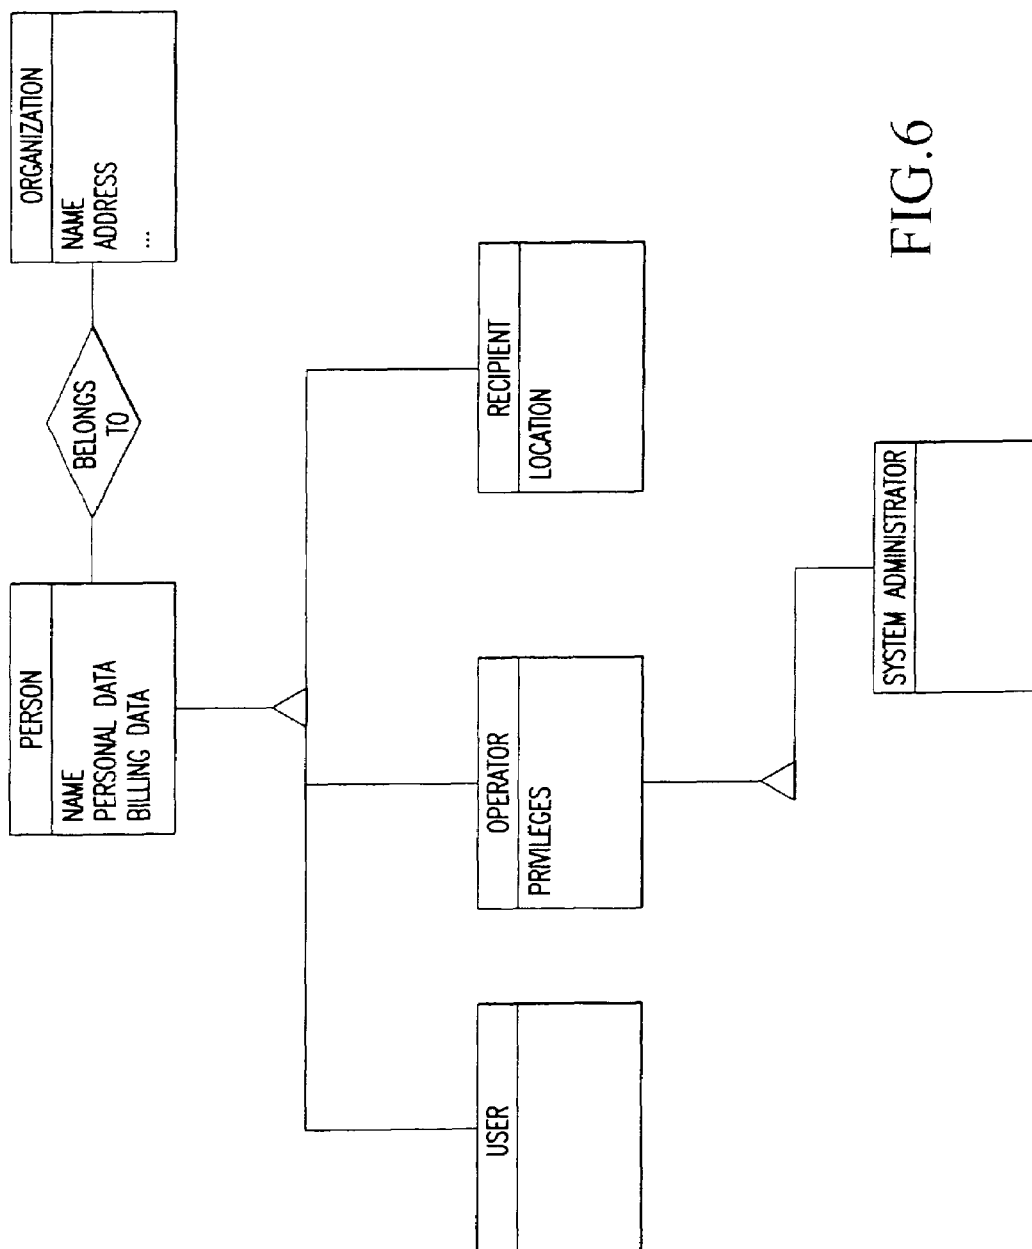 PERSON
NAME
PERSONAL DATA
BILLING DATA
BELONGS
TO
ORGANIZATION
NAME
ADDRESS
...
USER
OPERATOR
PRIVILEGES
RECIPIENT
LOCATION
SYSTEM ADMINISTRATOR
FIG.6